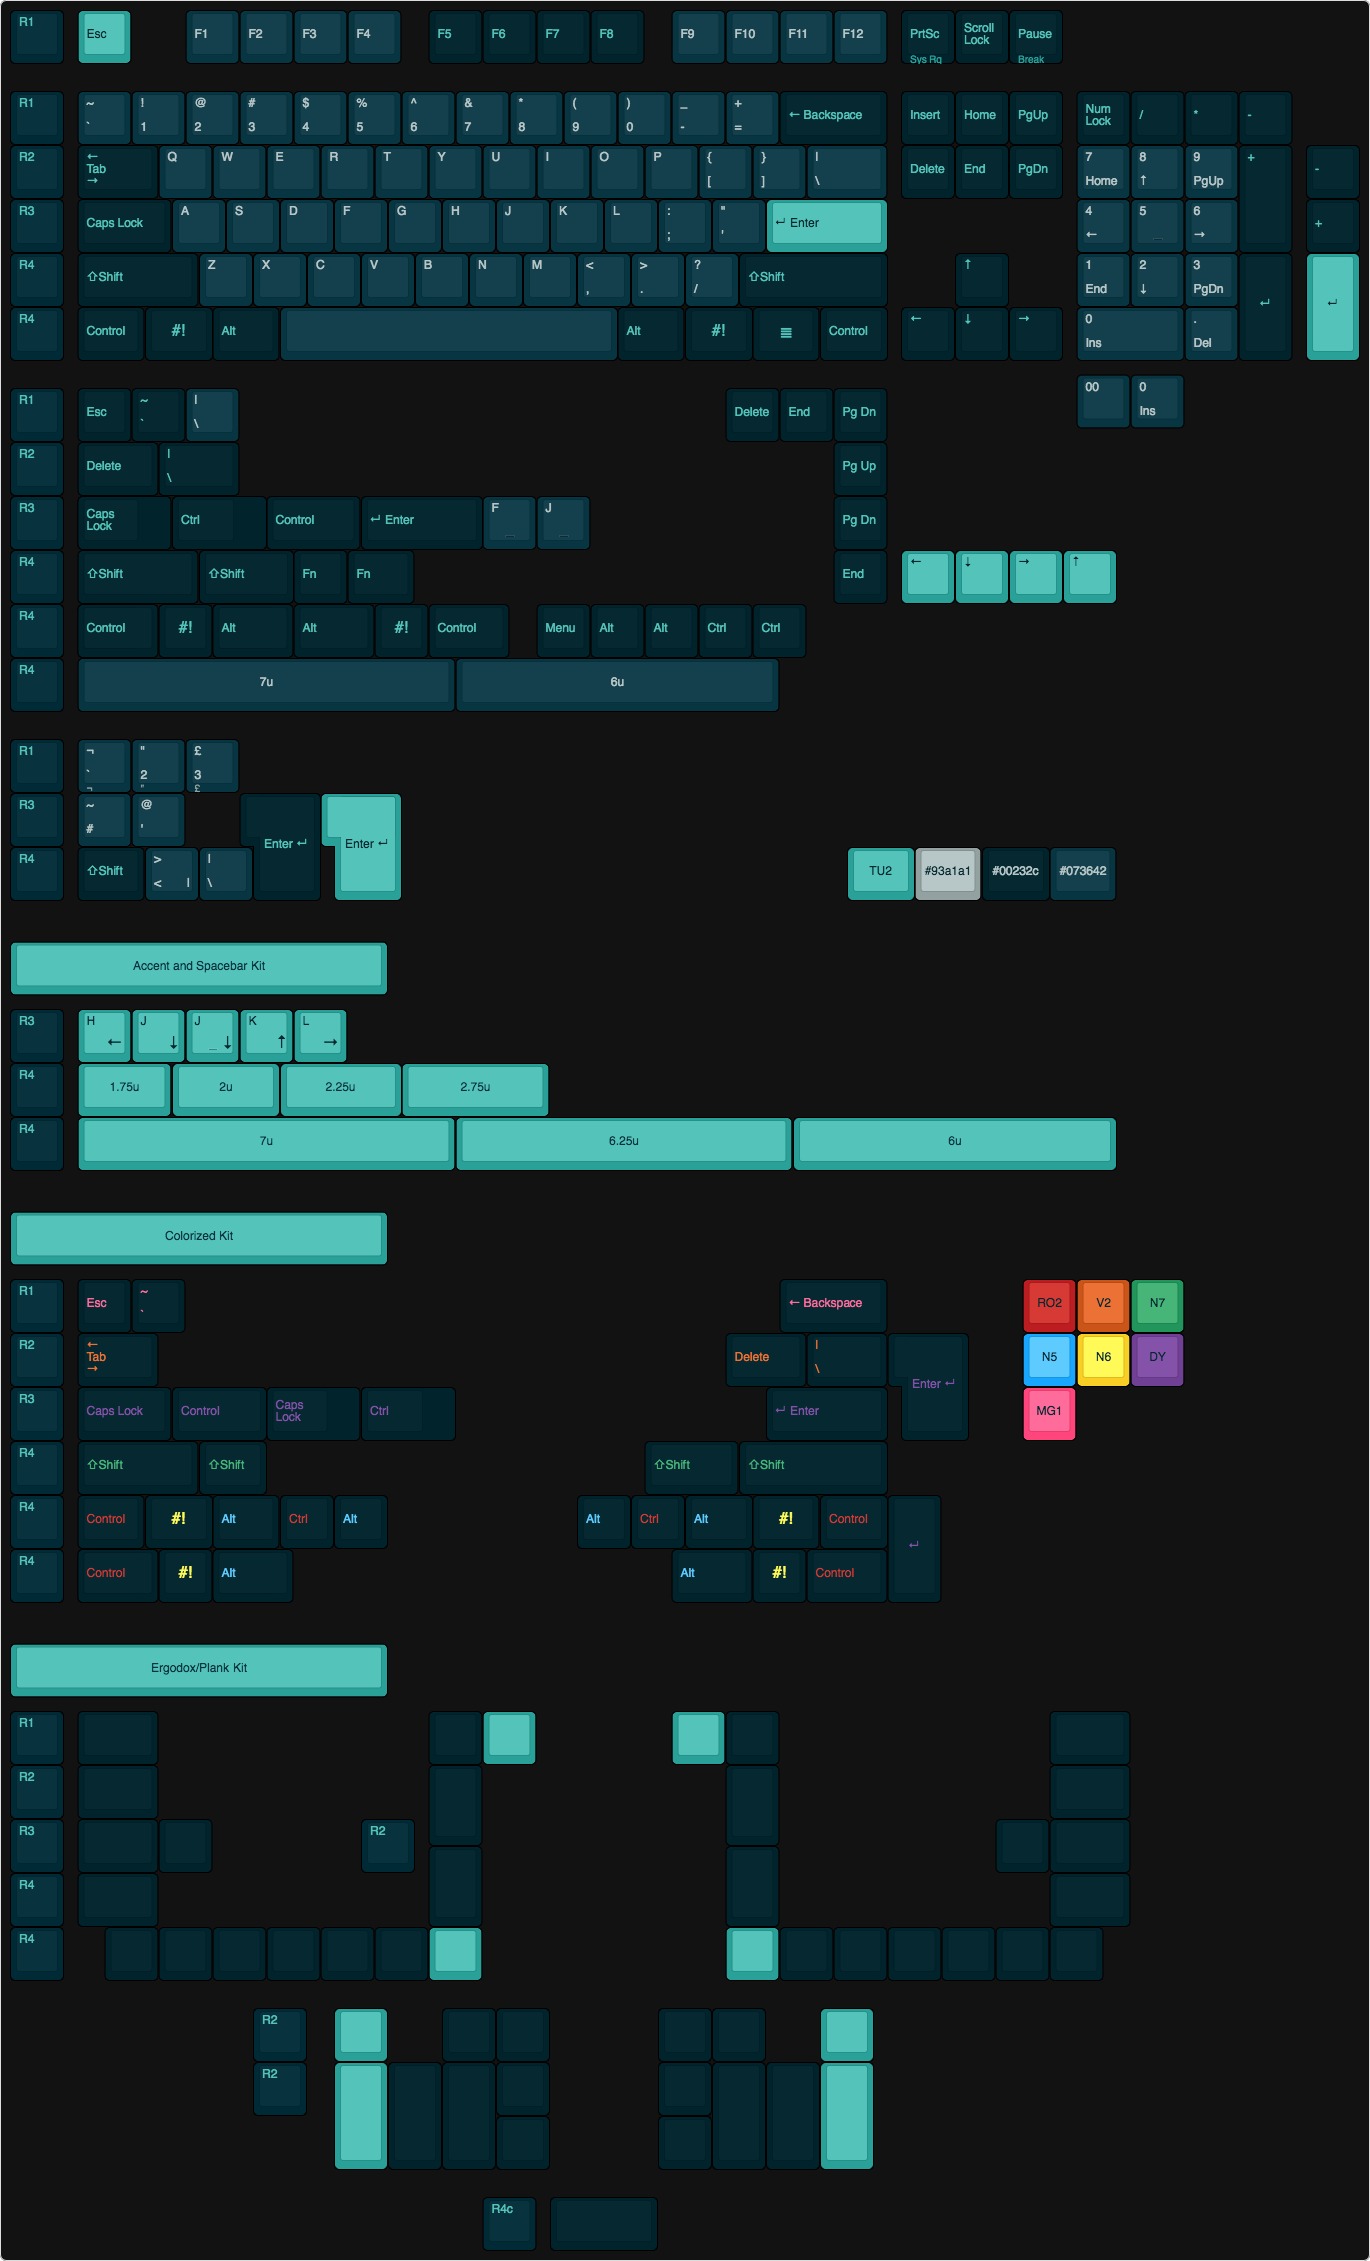 R1 Esc F1 F2 F3 F4 F5 F6 F7 F8 F9 F10 F11 F12 PrtSc Scroll Lock Pause
Sys Rq Break
R1 ~ ! @ # $ % ^ & * ( ) _ + ← Backspace Insert Home PgUp Num Lock / * -
` 1 2 3 4 5 6 7 8 9 0 - =
R2 ← Tab → Q W E R T Y U I O P { } | Delete End PgDn 7 8 9 + -
[ ] \ Home ↑ PgUp
R3 Caps Lock A S D F G H J K L : " ↵ Enter 4 5 6 +
; ' ← _ →
R4 ⇧Shift Z X C V B N M < > ? ⇧Shift ↑ 1 2 3 ↵ ↵
, . / End ↓ PgDn
R4 Control #! Alt Alt #! ≣ Control ← ↓ → 0 .
Ins Del
00 0
Ins
R1 Esc ~ | Delete End Pg Dn
` \
R2 Delete | Pg Up
\
R3 Caps Lock Ctrl Control ↵ Enter F J Pg Dn
_ _
R4 ⇧Shift ⇧Shift Fn Fn End ← ↓ → ↑
R4 Control #! Alt Alt #! Control Menu Alt Alt Ctrl Ctrl
R4 7u 6u
R1 ¬ " £
` 2 3
¬ " £
R3 ~ @
# '
Enter ↵ Enter ↵
R4 ⇧Shift > | TU2 #93a1a1 #00232c #073642
< | \
Accent and Spacebar Kit
R3 H J J K L
← ↓ _ ↓ ↑ →
R4 1.75u 2u 2.25u 2.75u
R4 7u 6.25u 6u
Colorized Kit
R1 Esc ~ ← Backspace RO2 V2 N7
`
R2 ← Tab → Delete | N5 N6 DY
\
Enter ↵
R3 Caps Lock Control Caps Lock Ctrl ↵ Enter MG1
R4 ⇧Shift ⇧Shift ⇧Shift ⇧Shift
R4 Control #! Alt Ctrl Alt Alt Ctrl Alt #! Control ↵
R4 Control #! Alt Alt #! Control
Ergodox/Plank Kit
R1
R2
R3 R2
R4
R4
R2
R2
R4c